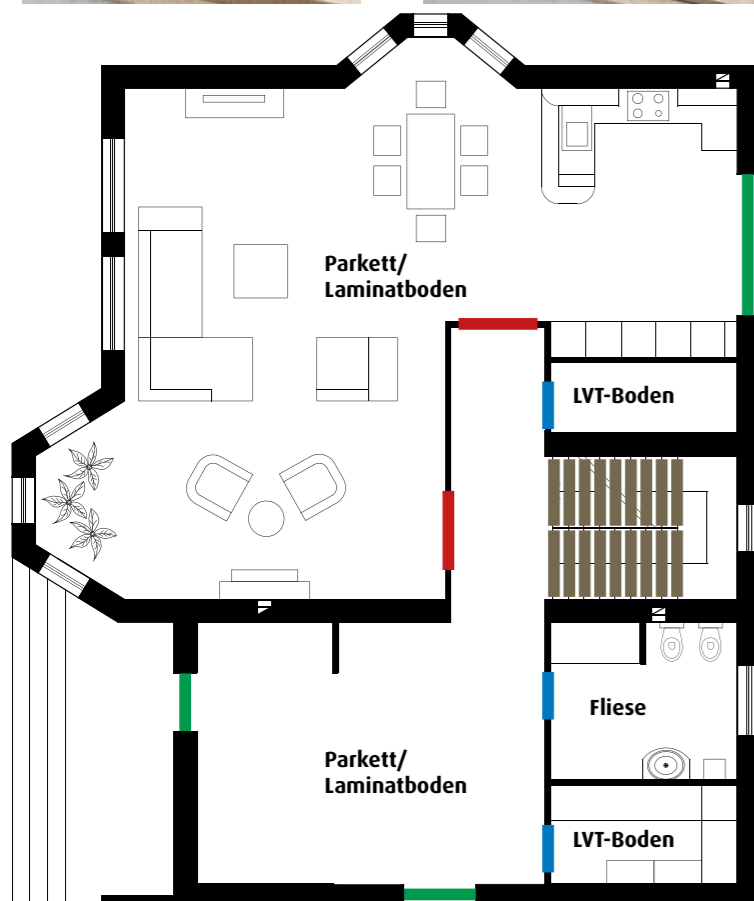 Parkett/
Laminatboden
LVT-Boden
Fliese
Parkett/
Laminatboden
LVT-Boden